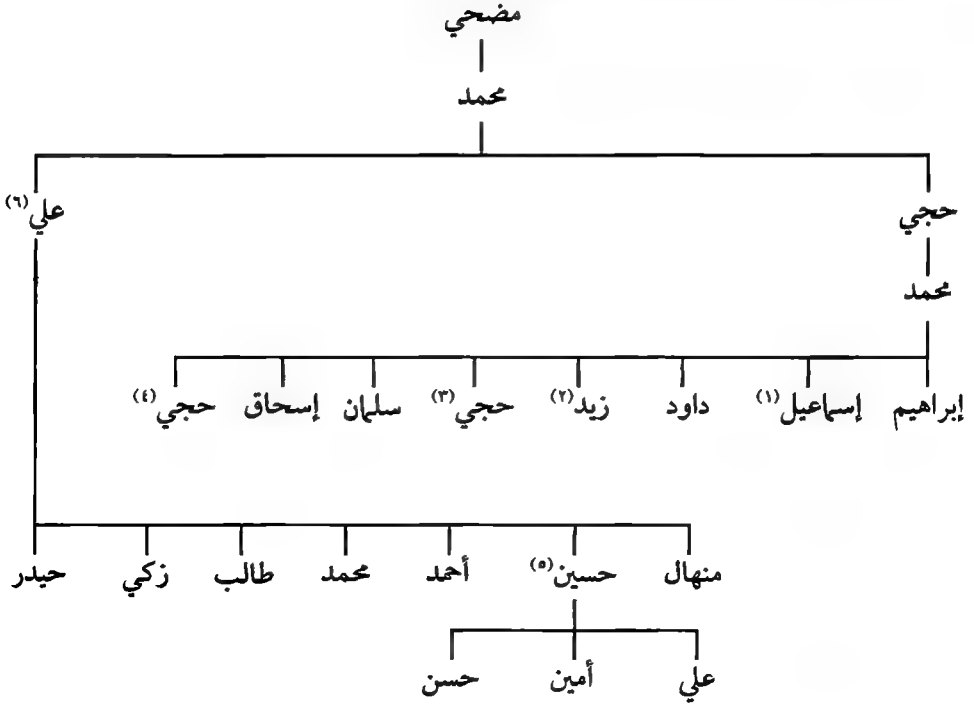 مضحي
محمد
حجي علي(٦)
محمد
إبراهيم إسماعيل(١) داود زيد(٢) حجي(٣) سلمان إسحاق حجي(٤)
منهال حسين(٥) أحمد محمد طالب زكي حيدر
علي أمين حسن